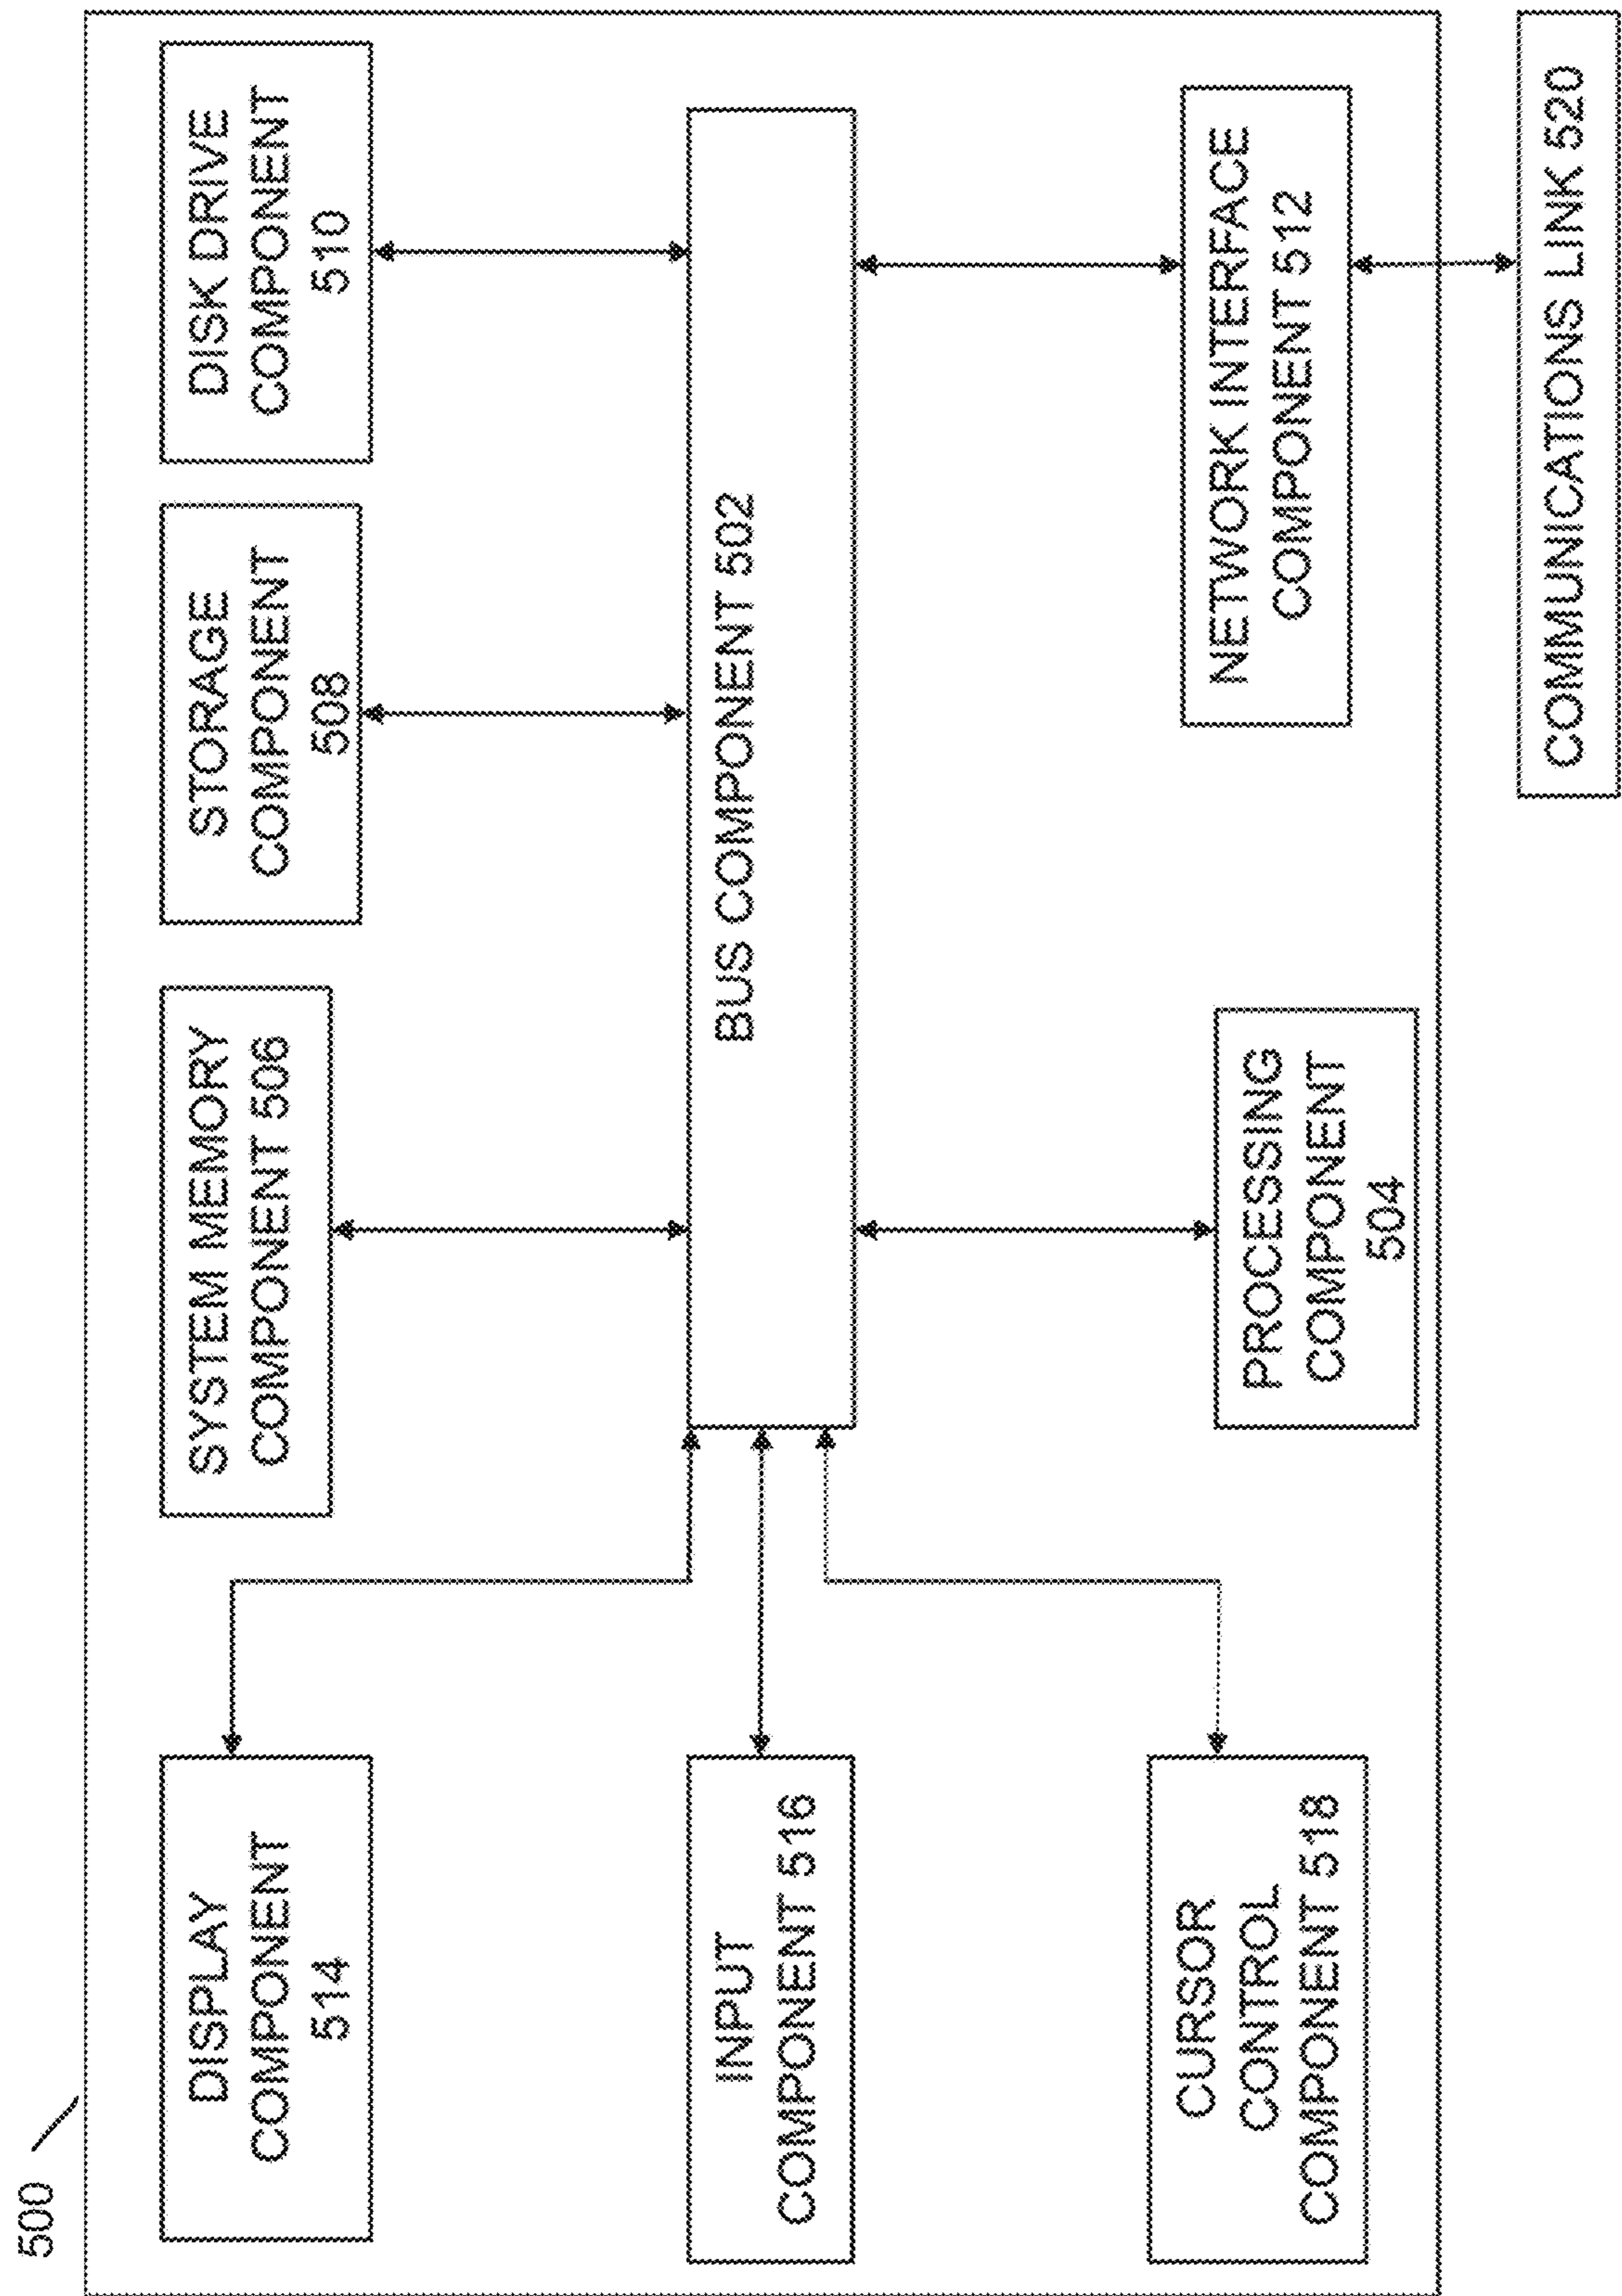 500
DISPLAY
COMPONENT
514
SYSTEM MEMORY
COMPONENT 506
STORAGE
COMPONENT
508
DISK DRIVE
COMPONENT
510
INPUT
COMPONENT 516
BUS COMPONENT 502
CURSOR
CONTROL
COMPONENT 518
PROCESSING
COMPONENT
504
NETWORK INTERFACE
COMPONENT 512
COMMUNICATIONS LINK 520